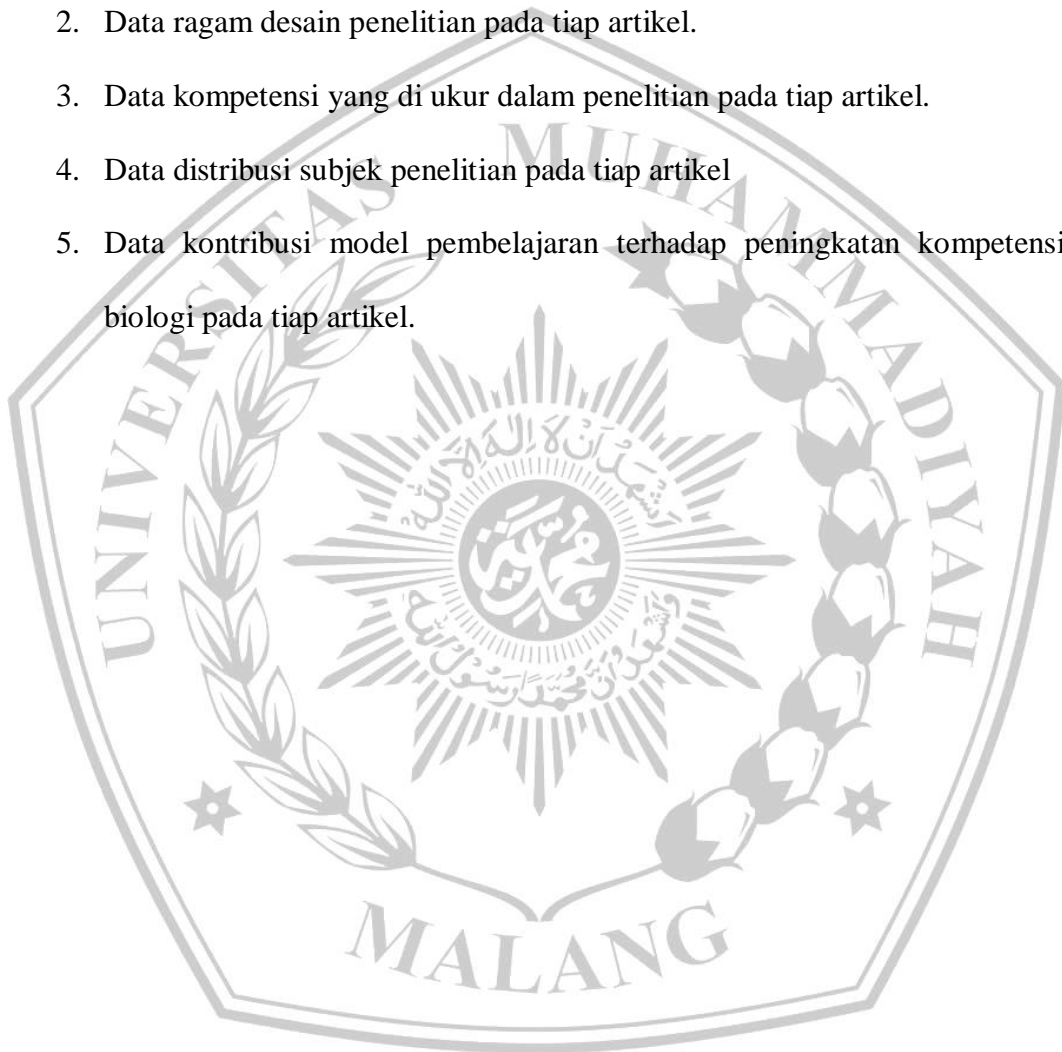 2. Data ragam desain penelitian pada tiap artikel.
3. Data kompetensi yang di ukur dalam penelitian pada tiap artikel.
4. Data distribusi subjek penelitian pada tiap artikel
5. Data kontribusi model pembelajaran terhadap peningkatan kompetensi
biologi pada tiap artikel.
UNIVERSITAS MUHAMMADIYAH
MALANG